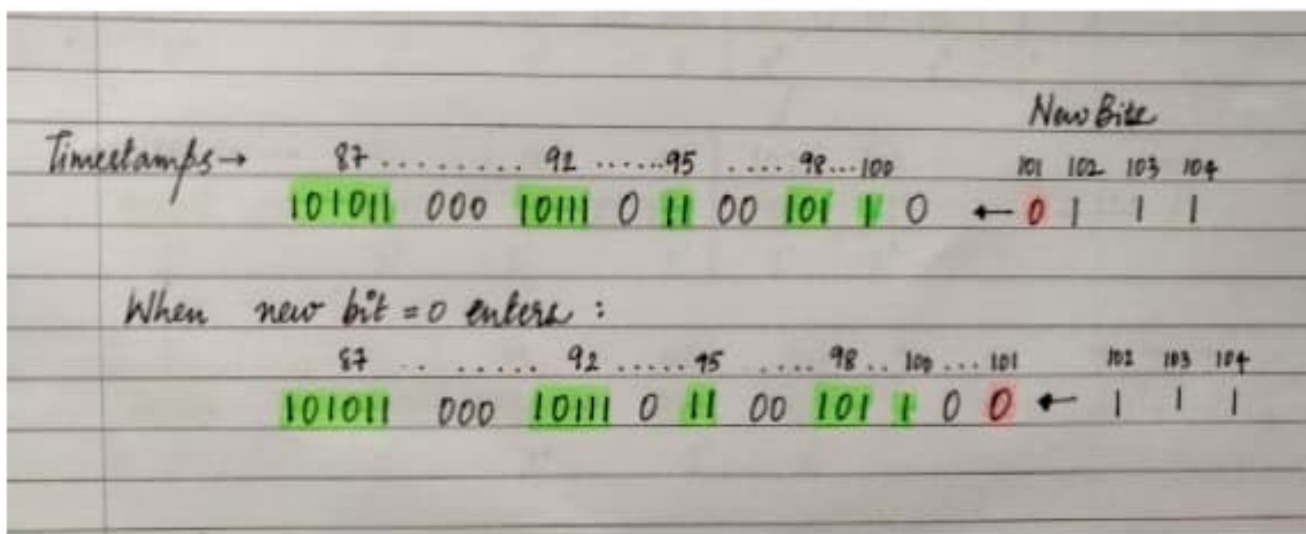 New Bits
Timestamps → 87 ......... 92 ......95 .... 98...100 101 102 103 104
101011 000 10111 0 11 00 101 1 0 ← 0 1 1 1
When new bit = 0 enters :
87 .. ...... 92 .....95 .... 98 .. 100 ... 101 102 103 104
101011 000 10111 0 11 00 101 1 0 0 ← 1 1 1